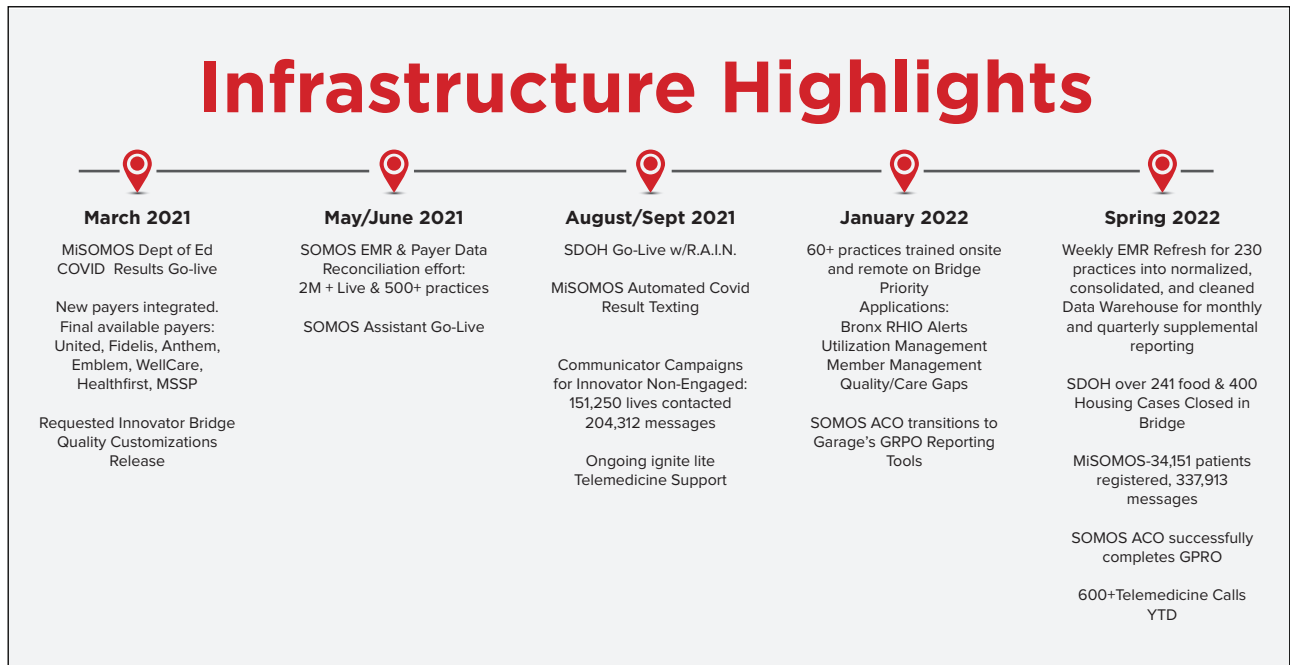 Infrastructure Highlights
March 2021
MiSOMOS Dept of Ed
COVID Results Go-live
New payers integrated.
Final available payers:
United, Fidelis, Anthem,
Emblem, WellCare,
Healthfirst, MSSP
Requested Innovator Bridge
Quality Customizations
Release
May/June 2021
SOMOS EMR & Payer Data
Reconciliation effort:
2M + Live & 500+ practices
SOMOS Assistant Go-Live
August/Sept 2021
SDOH Go-Live w/R.A.I.N.
MiSOMOS Automated Covid
Result Texting
Communicator Campaigns
for Innovator Non-Engaged:
151,250 lives contacted
204,312 messages
Ongoing ignite lite
Telemedicine Support
January 2022
60+ practices trained onsite
and remote on Bridge
Priority
Applications:
Bronx RHIO Alerts
Utilization Management
Member Management
Quality/Care Gaps
SOMOS ACO transitions to
Garage's GRPO Reporting
Tools
Spring 2022
Weekly EMR Refresh for 230
practices into normalized,
consolidated, and cleaned
Data Warehouse for monthly
and quarterly supplemental
reporting
SDOH over 241 food & 400
Housing Cases Closed in
Bridge
MiSOMOS-34,151 patients
registered, 337,913
messages
SOMOS ACO successfully
completes GPRO
600+Telemedicine Calls
YTD